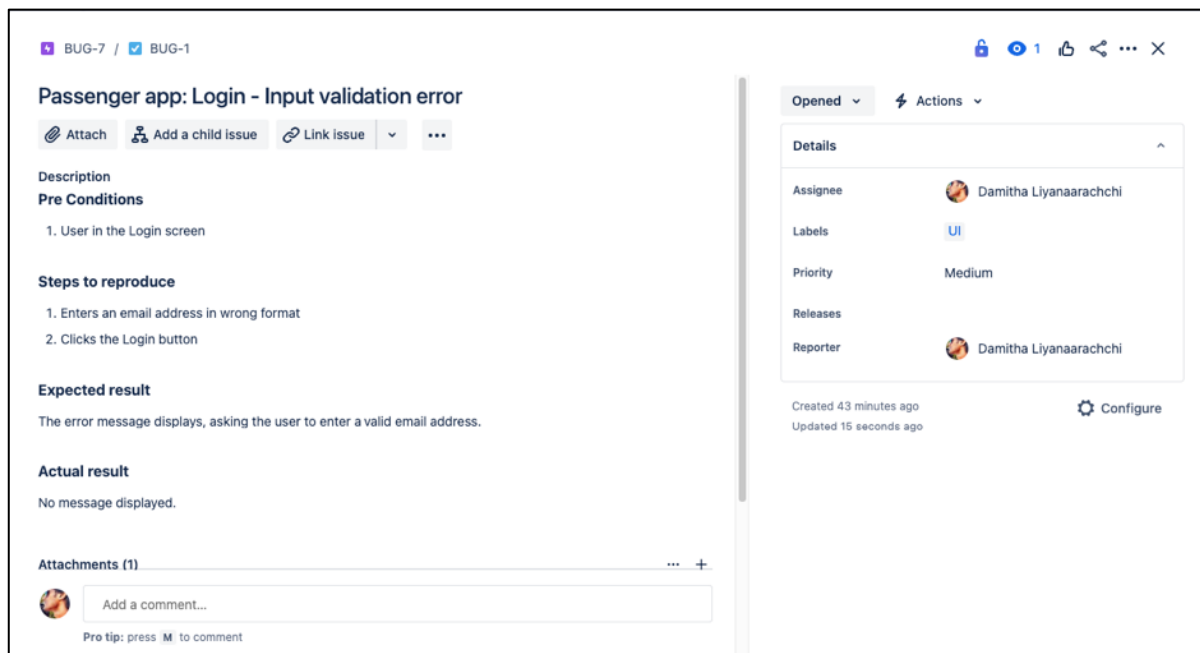 BUG-7 / BUG-1
1
Passenger app: Login - Input validation error
Attach Add a child issue Link issue
Description
Pre Conditions
1. User in the Login screen
Steps to reproduce
1. Enters an email address in wrong format
2. Clicks the Login button
Expected result
The error message displays, asking the user to enter a valid email address.
Actual result
No message displayed.
Attachments (1)
Add a comment...
Pro tip: press M to comment
Opened Actions
Details
Assignee Damitha Liyanaarachchi
Labels UI
Priority Medium
Releases
Reporter Damitha Liyanaarachchi
Created 43 minutes ago Configure
Updated 15 seconds ago